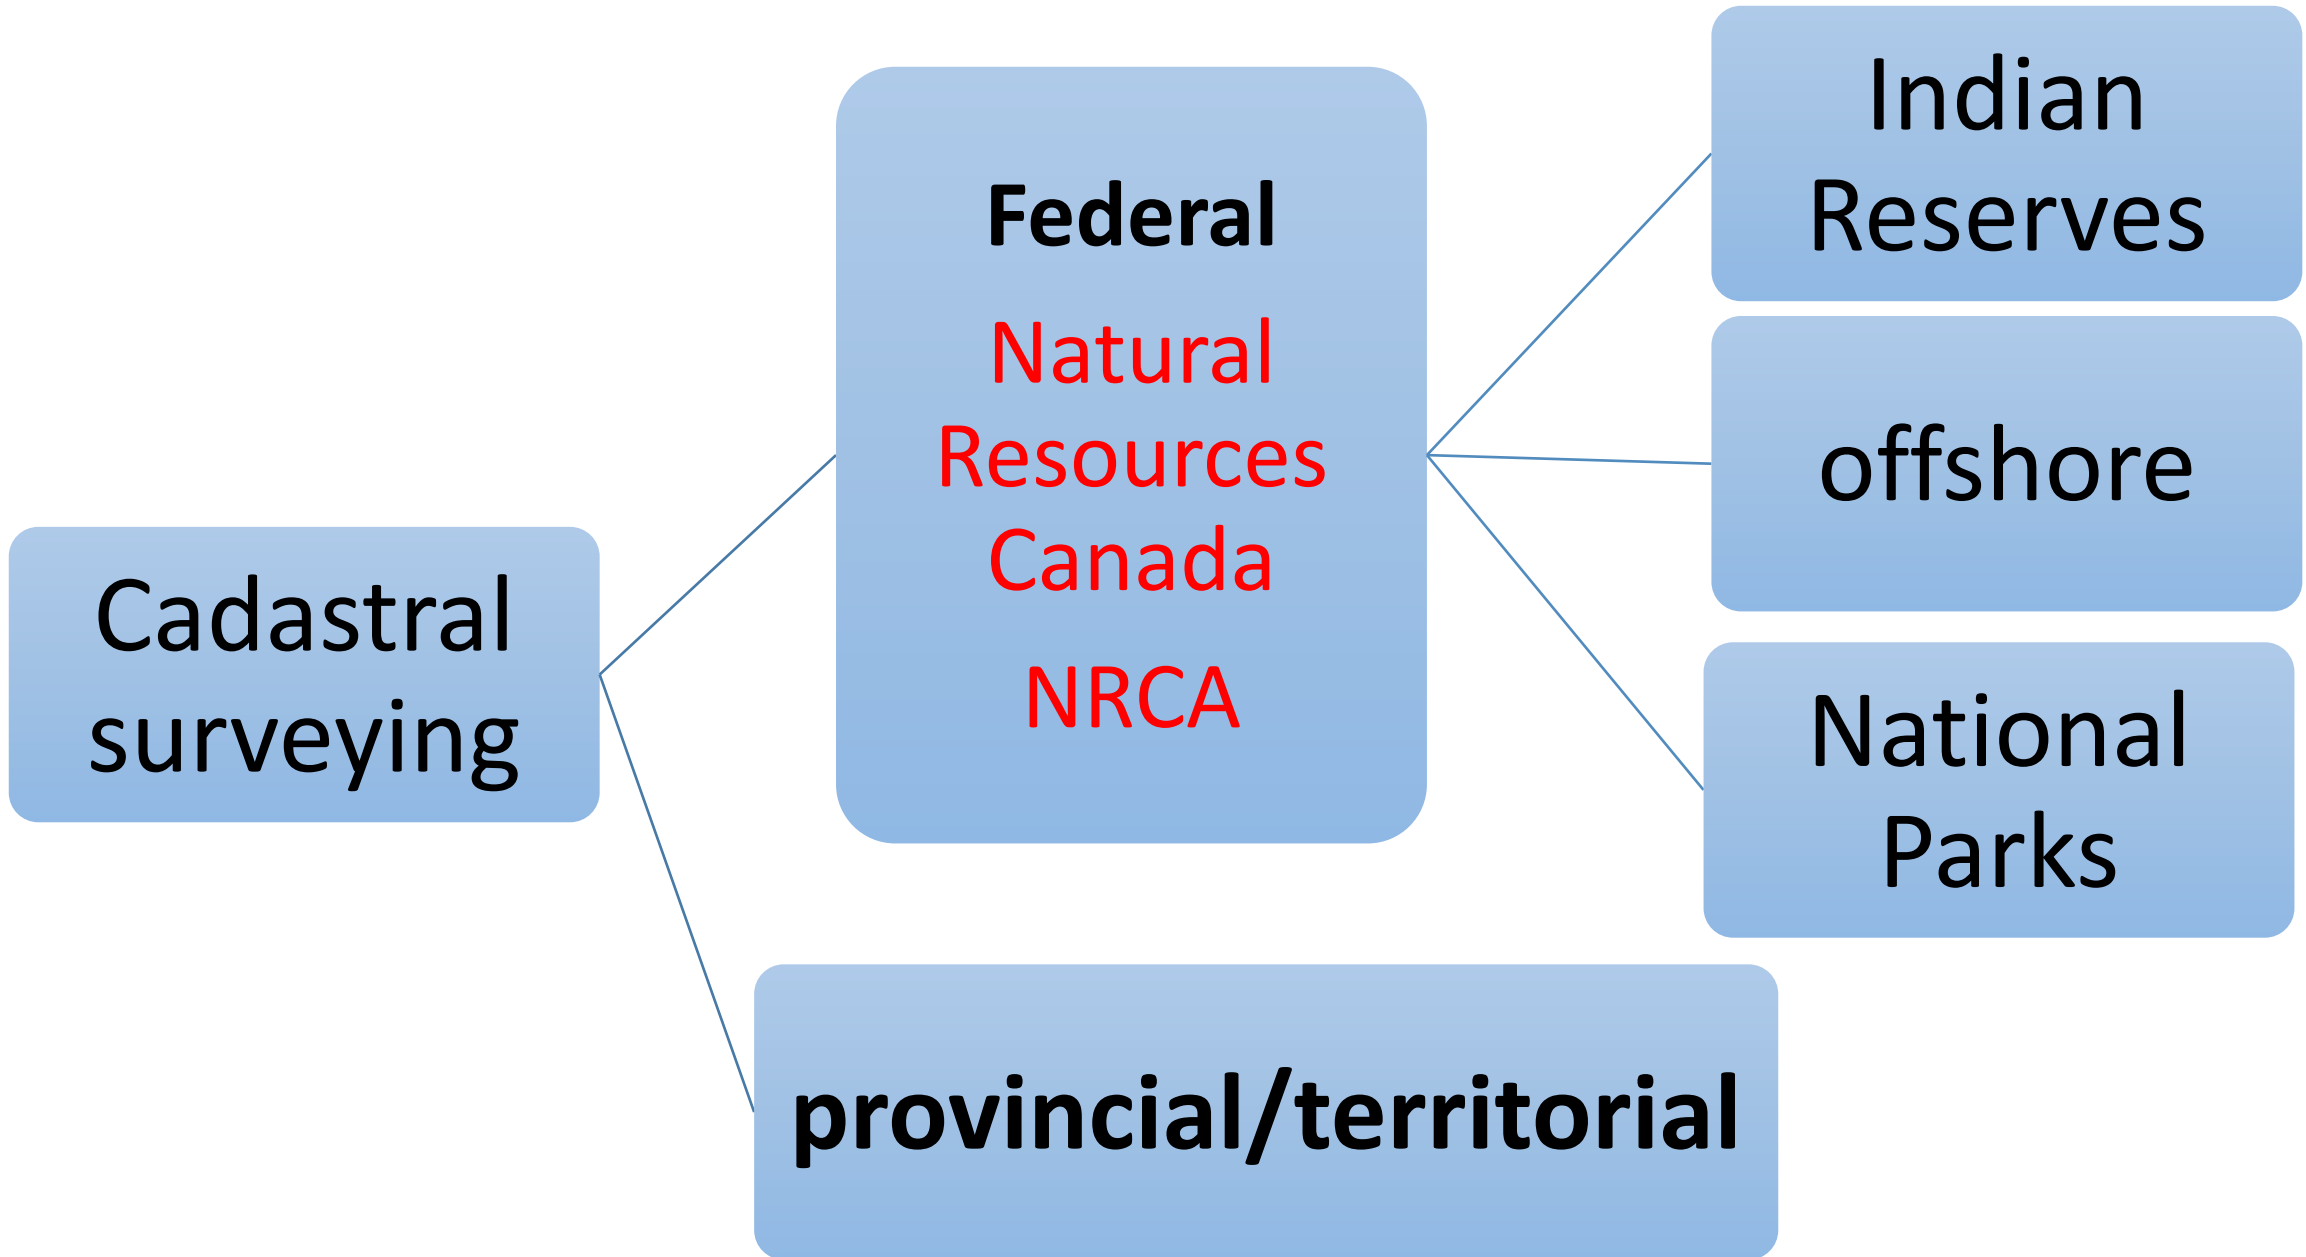 Cadastral
surveying
Federal
Natural
Resources
Canada
NRCA
Indian
Reserves
offshore
National
Parks
provincial/territorial